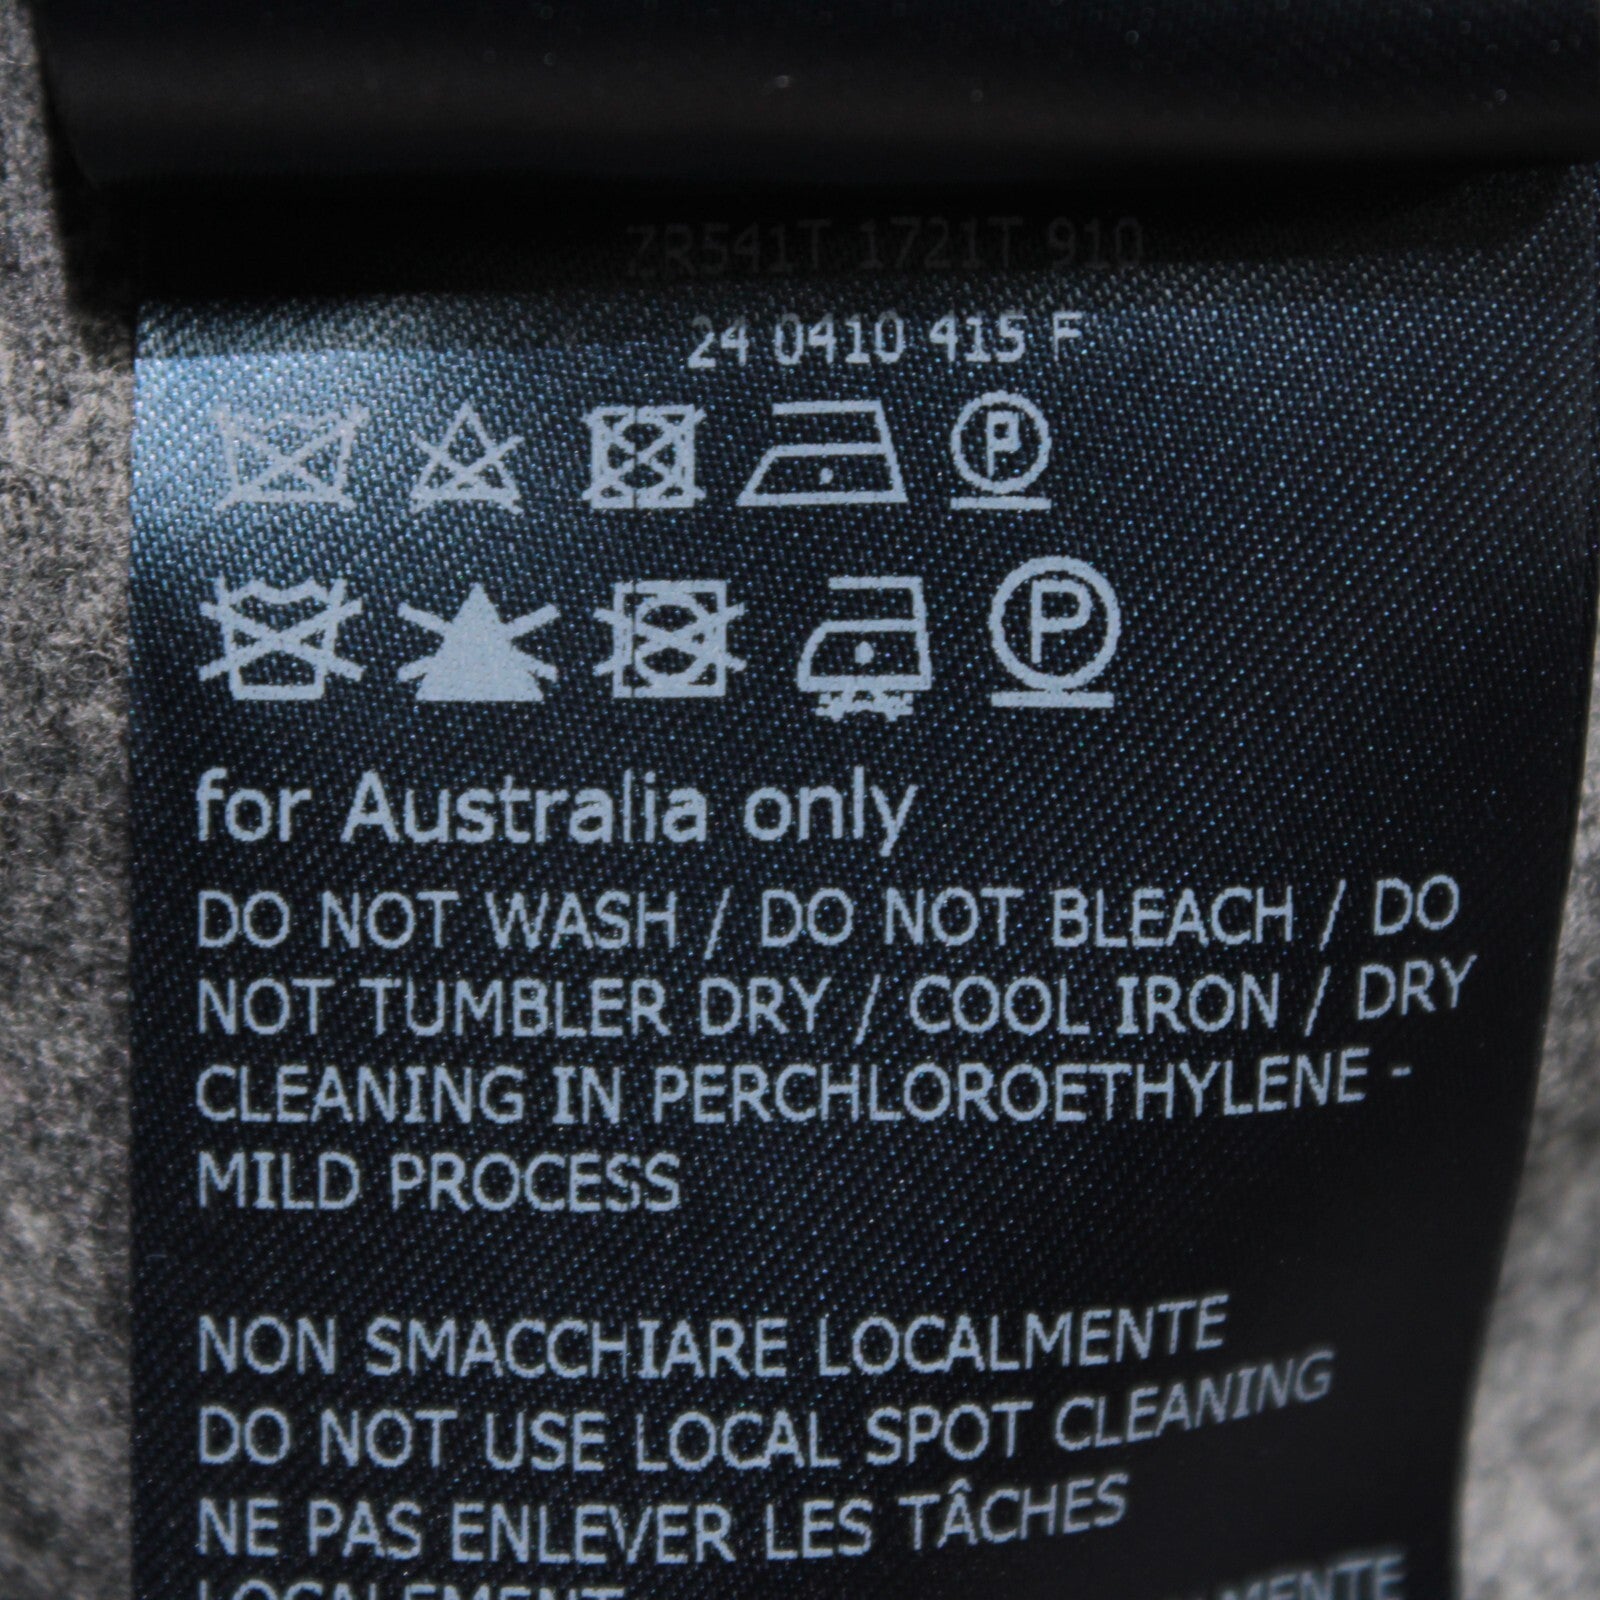 ZR541T 1721T 910
24 0410 415 F
P
P
for Australia only
DO NOT WASH / DO NOT BLEACH / DO
NOT TUMBLER DRY / COOL IRON / DRY
CLEANING IN PERCHLOROETHYLENE -
MILD PROCESS
NON SMACCHIARE LOCALMENTE
DO NOT USE LOCAL SPOT CLEANING
NE PAS ENLEVER LES TÂCHES
LOCALEMENT